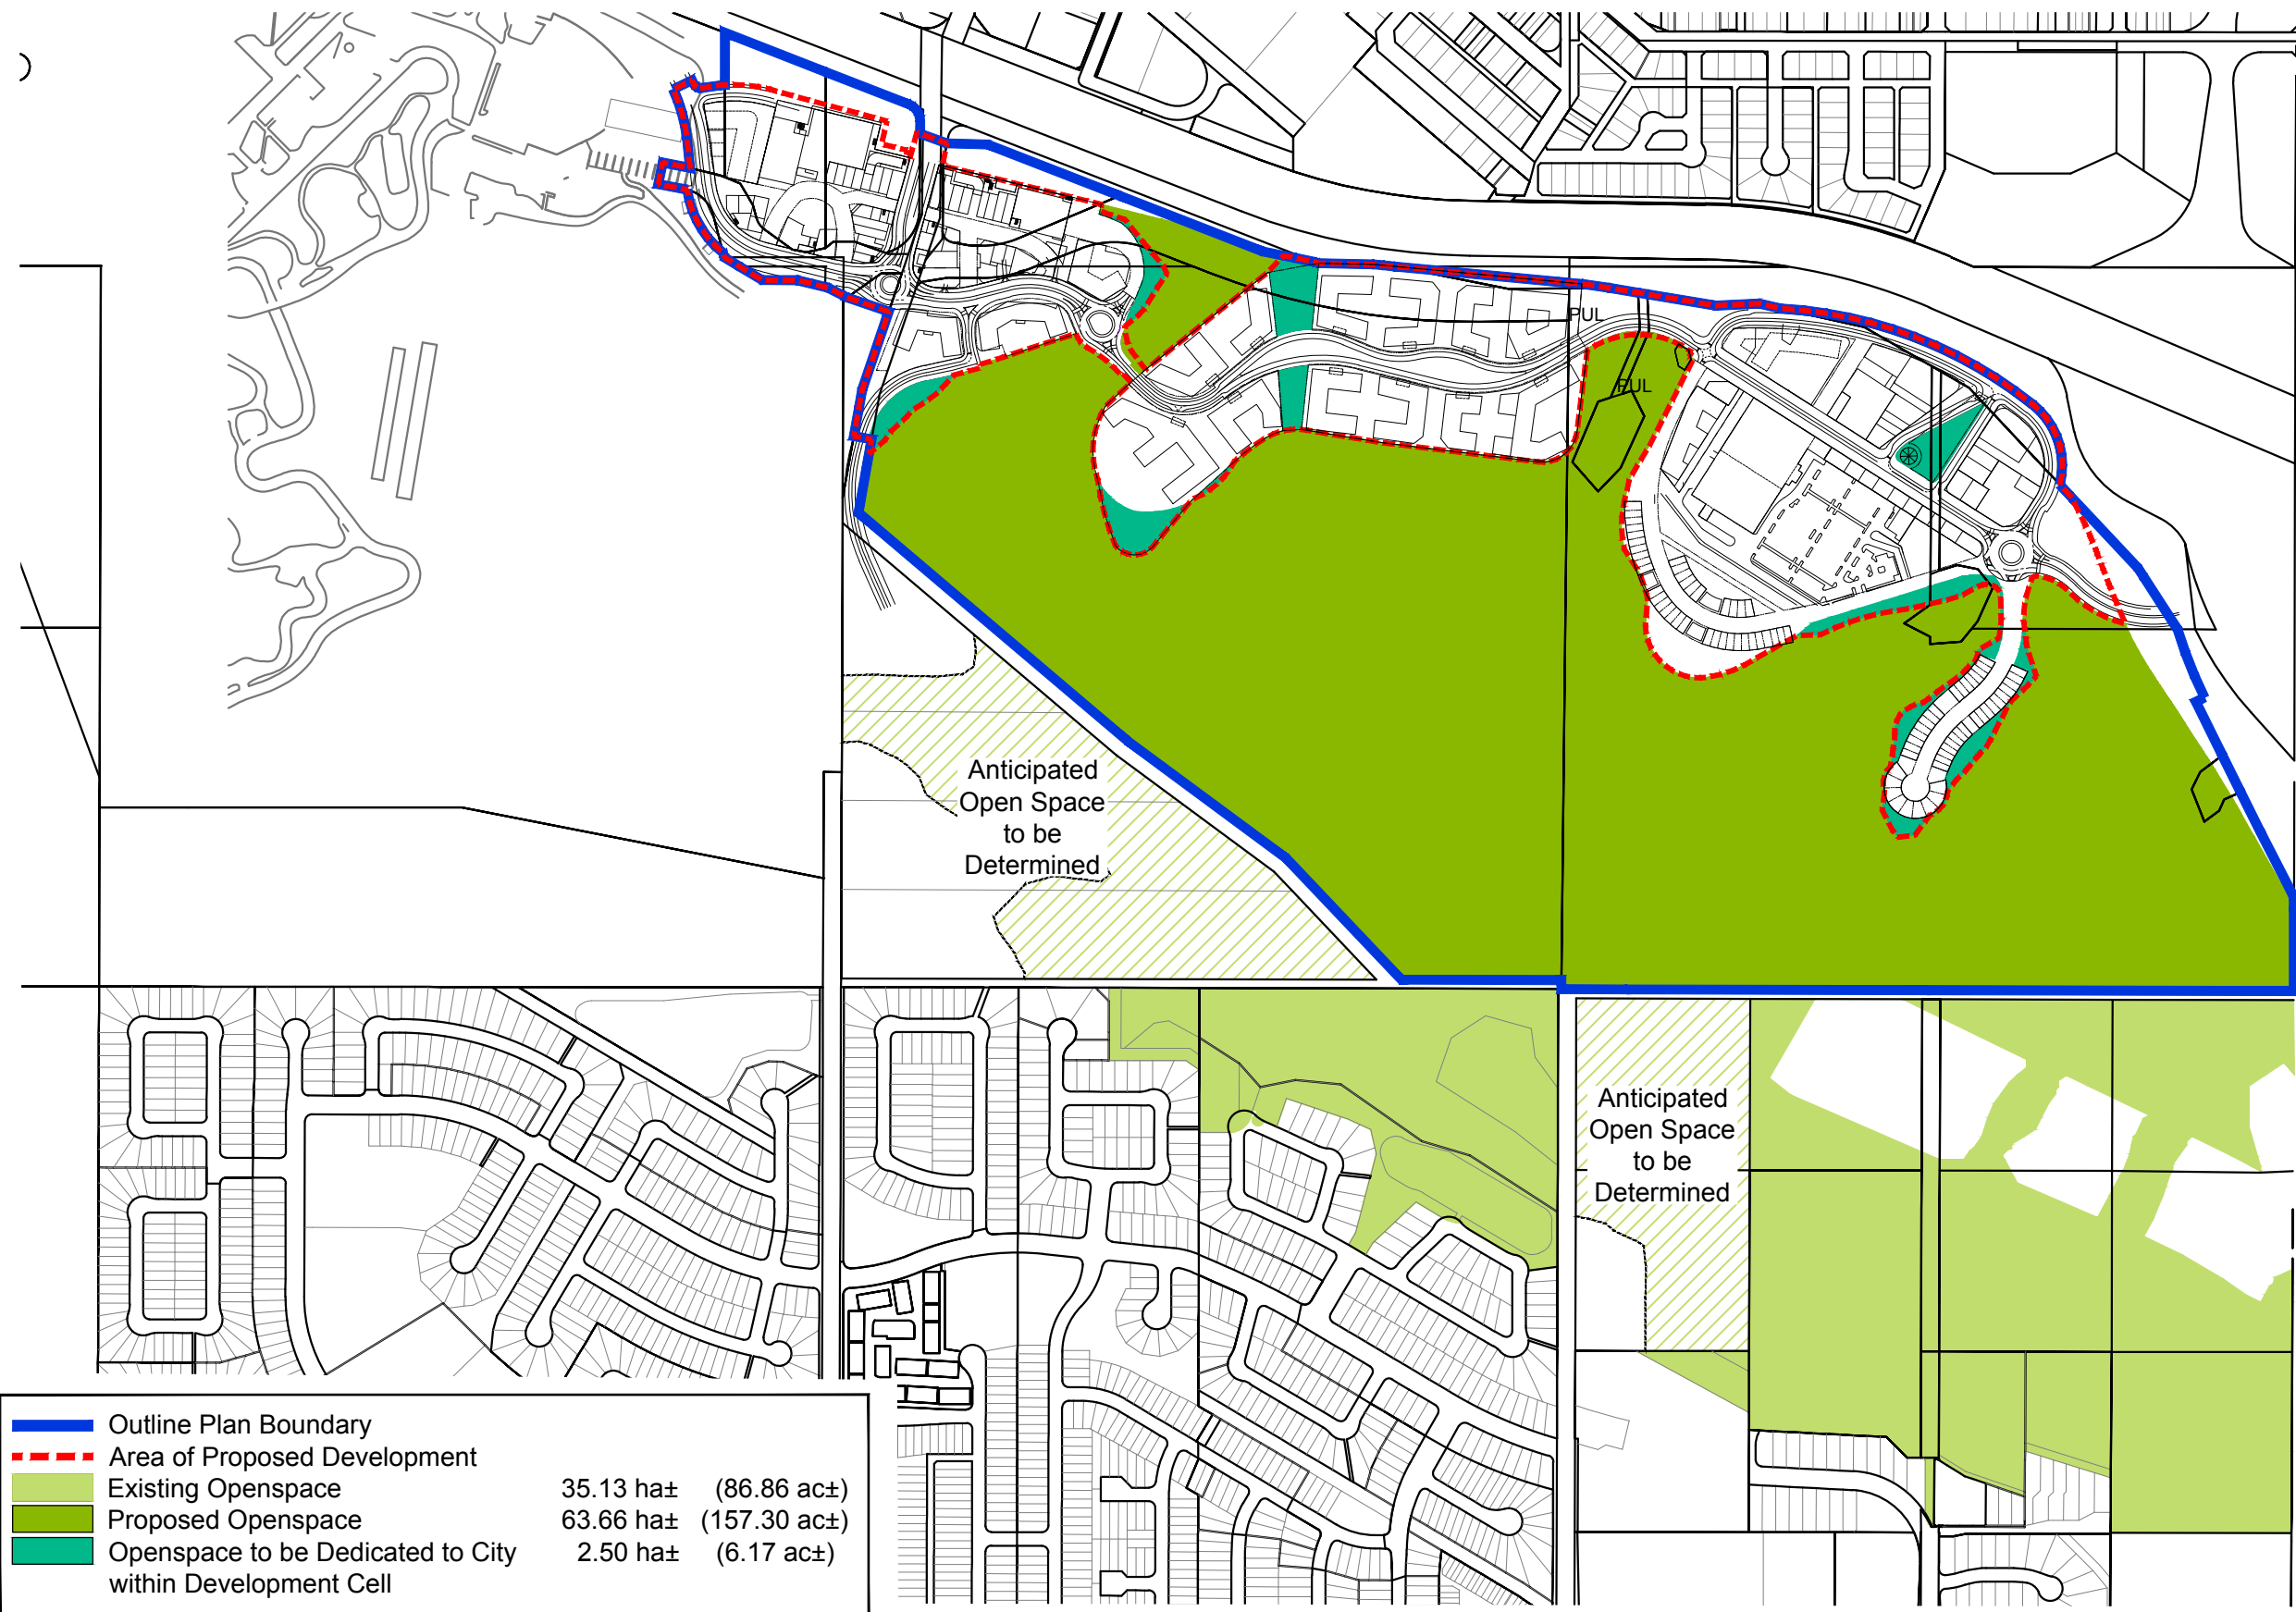 PUL
PUL
Anticipated
Open Space
to be
Determined
Anticipated
Open Space
to be
Determined
Outline Plan Boundary
Area of Proposed Development
Existing Openspace 35.13 ha± (86.86 ac±)
Proposed Openspace 63.66 ha± (157.30 ac±)
Openspace to be Dedicated to City 2.50 ha± (6.17 ac±)
within Development Cell